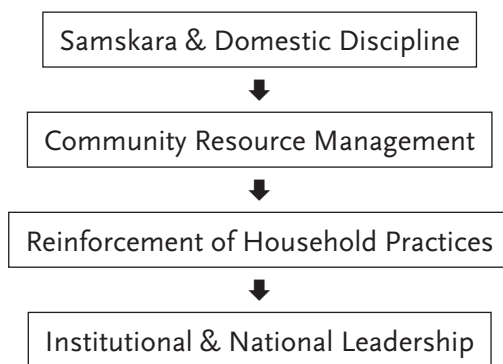 Samskara & Domestic Discipline
Community Resource Management
Reinforcement of Household Practices
Institutional & National Leadership